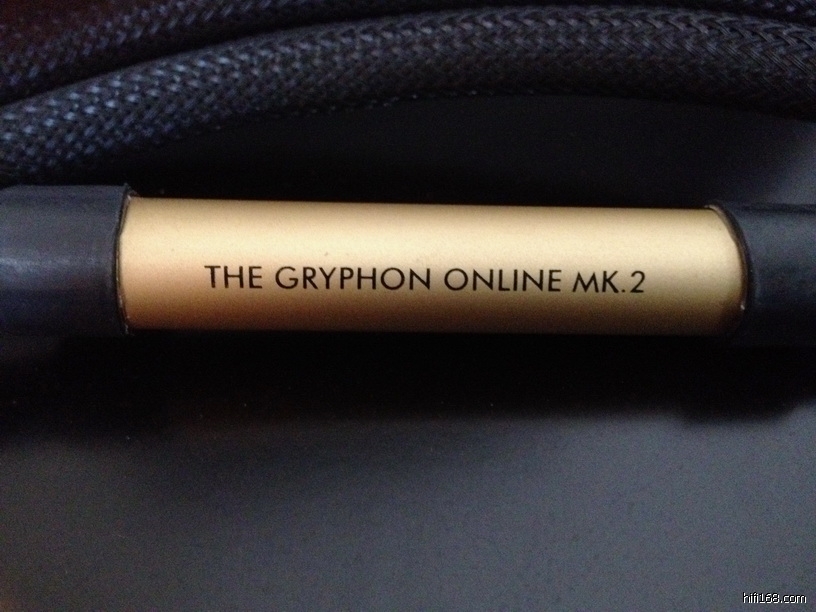 THE GRYPHON ONLINE MK.2
hifi168.com